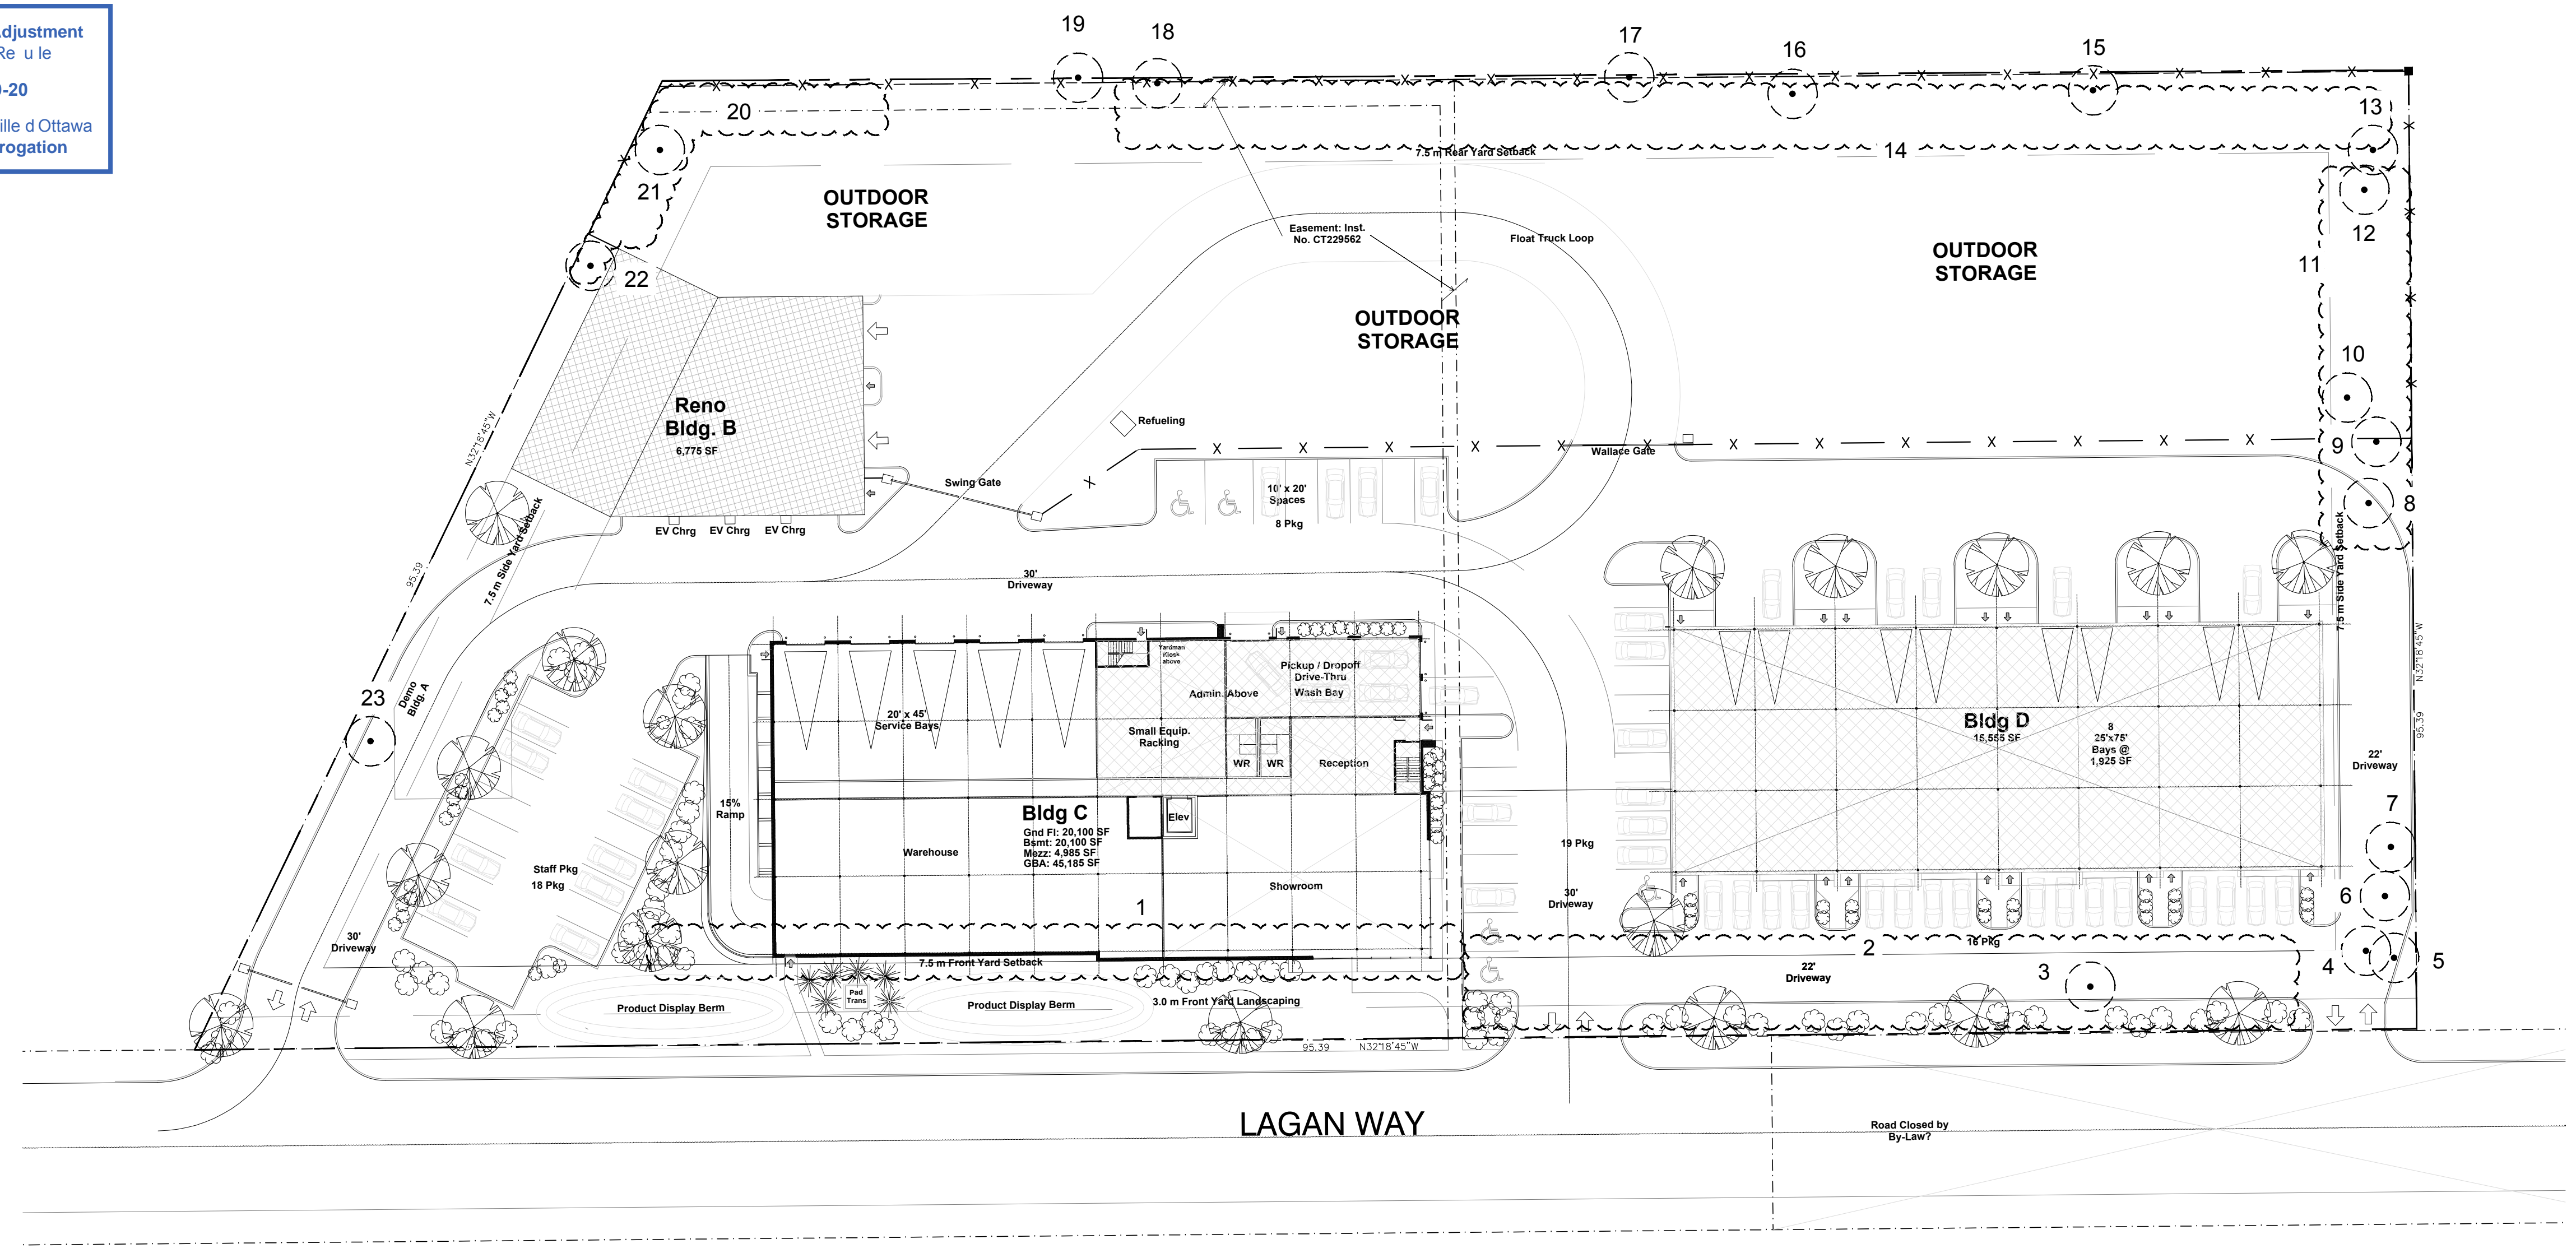 djustment
Re u le
-20
ille d Ottawa
rogation
19
18
17
16
15
13
20
14
7.5 m Rear Yard Setback
21
12
OUTDOOR
STORAGE
Easement: Inst.
No. CT229562
Float Truck Loop
OUTDOOR
STORAGE
11
22
OUTDOOR
STORAGE
10
Reno
Bldg. B
6,775 SF
Refueling
N32°18'45"W
Wallace Gate
9
Swing Gate
10' x 20'
Spaces
8 Pkg
8
EV Chrg
EV Chrg
EV Chrg
7.5 m Side Yard Setback
95.39
30'
Driveway
7.5 m Side Yard Setback
N32°18'45"W
95.39
23
Demo
Bldg. A
Yardman
Kiosk
above
Pickup / Dropoff
Drive-Thru
Wash Bay
Admin. Above
20' x 45'
Service Bays
Small Equip.
Racking
WR
WR
Reception
Bldg D
15,555 SF
8
25'x75'
Bays @
1,925 SF
22'
Driveway
15%
Ramp
Bldg C
Gnd Fl: 20,100 SF
Bsmt: 20,100 SF
Mezz: 4,985 SF
GBA: 45,185 SF
Elev
Warehouse
7
19 Pkg
Staff Pkg
18 Pkg
Showroom
30'
Driveway
6
1
30'
Driveway
2
16 Pkg
7.5 m Front Yard Setback
22'
Driveway
3
4
5
Pad
Trans
Product Display Berm
Product Display Berm
3.0 m Front Yard Landscaping
95.39
N32°18'45"W
LAGAN WAY
Road Closed by
By-Law?